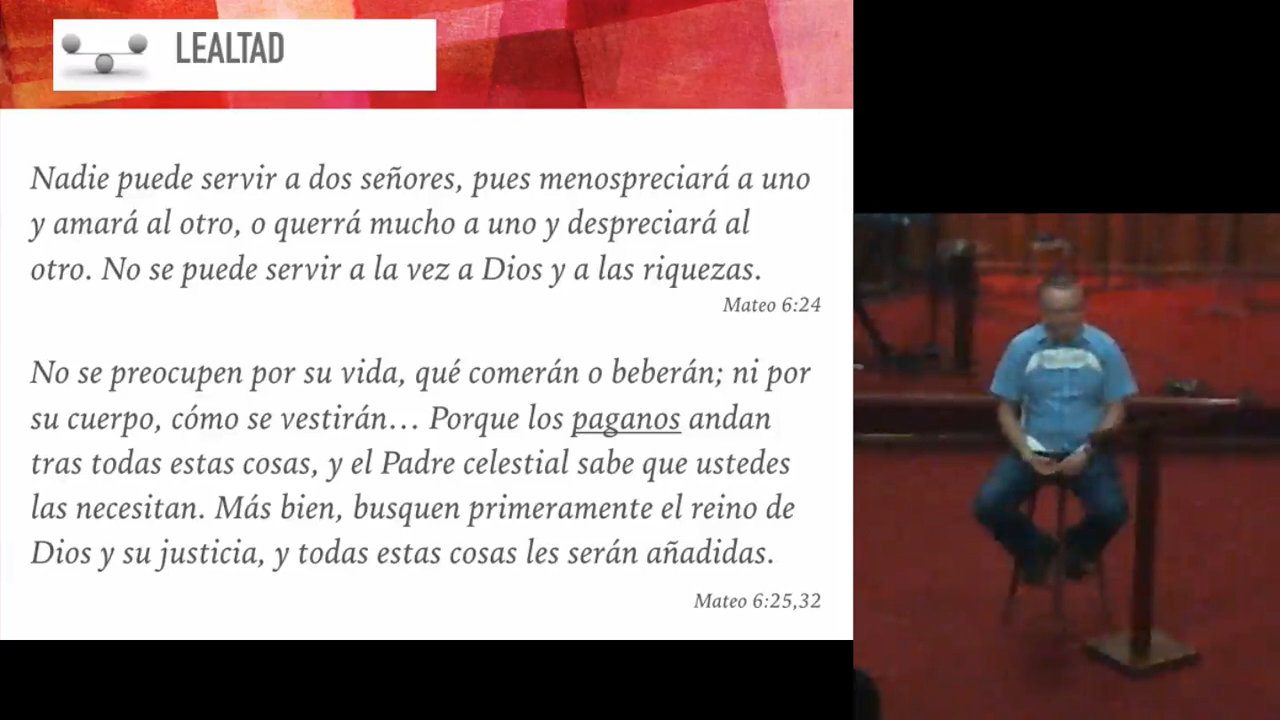 LEALTAD
Nadie puede servir a dos señores, pues menospreciará a uno
y amará al otro, o querrá mucho a uno y despreciará al
otro. No se puede servir a la vez a Dios y a las riquezas.
Mateo 6:24
No se preocupen por su vida, qué comerán o beberán; ni por
su cuerpo, cómo se vestirán… Porque los paganos andan
tras todas estas cosas, y el Padre celestial sabe que ustedes
las necesitan. Más bien, busquen primeramente el reino de
Dios y su justicia, y todas estas cosas les serán añadidas.
Mateo 6:25,32